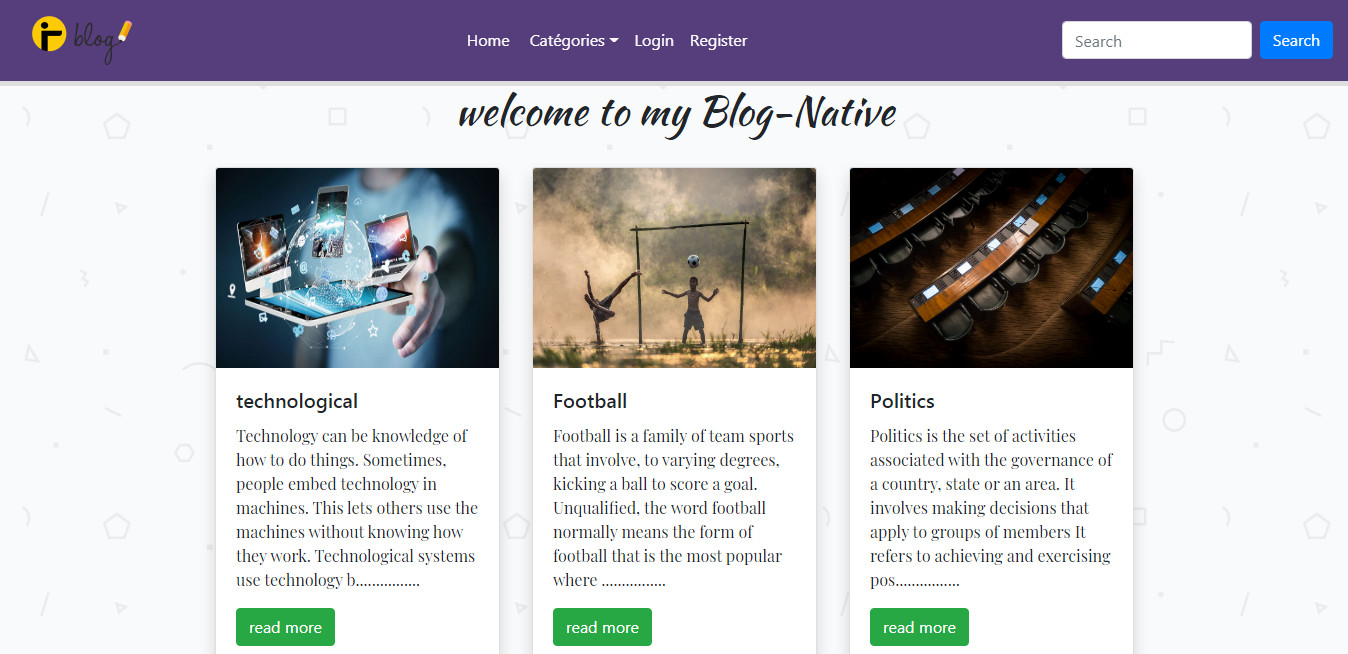 ir blog
Home Catégories Login Register Search Search
welcome to my Blog-Native
technological
Technology can be knowledge of
how to do things. Sometimes,
people embed technology in
machines. This lets others use the
machines without knowing how
they work. Technological systems
use technology b................
read more
Football
Football is a family of team sports
that involve, to varying degrees,
kicking a ball to score a goal.
Unqualified, the word football
normally means the form of
football that is the most popular
where ................
read more
Politics
Politics is the set of activities
associated with the governance of
a country, state or an area. It
involves making decisions that
apply to groups of members It
refers to achieving and exercising
pos................
read more